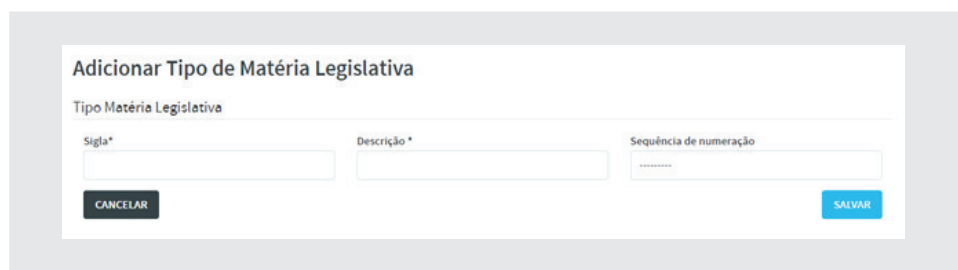 Adicionar Tipo de Matéria Legislativa
Tipo Matéria Legislativa
Sigla* Descrição * Sequência de numeração
---------
CANCELAR SALVAR